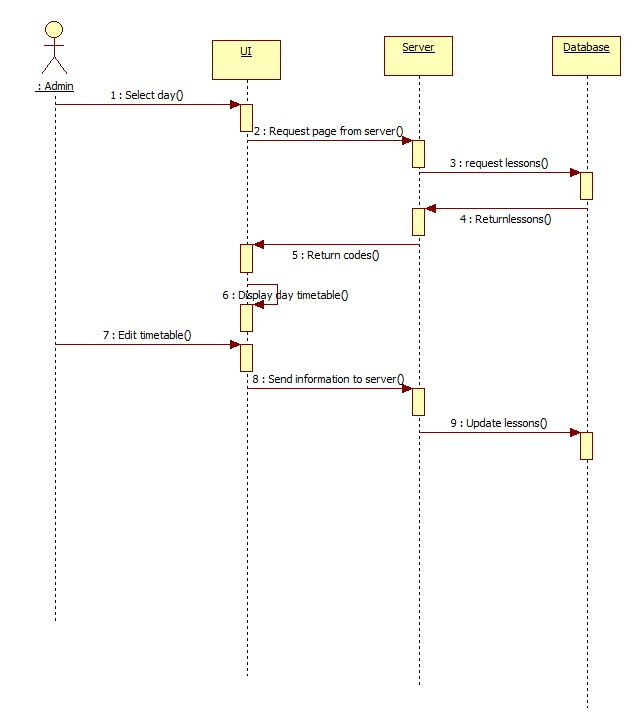 UI
Server
Database
: Admin
1 : Select day()
2 : Request page from server()
3 : request lessons()
4 : Returnlessons()
5 : Return codes()
6 : Display day timetable()
7 : Edit timetable()
8 : Send information to server()
9 : Update lessons()